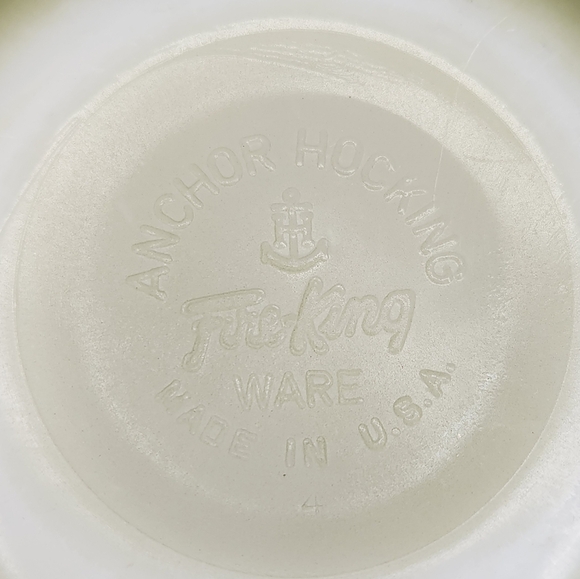 ANCHOR HOCKING
H
Fire-King
WARE
MADE IN U.S.A.
4